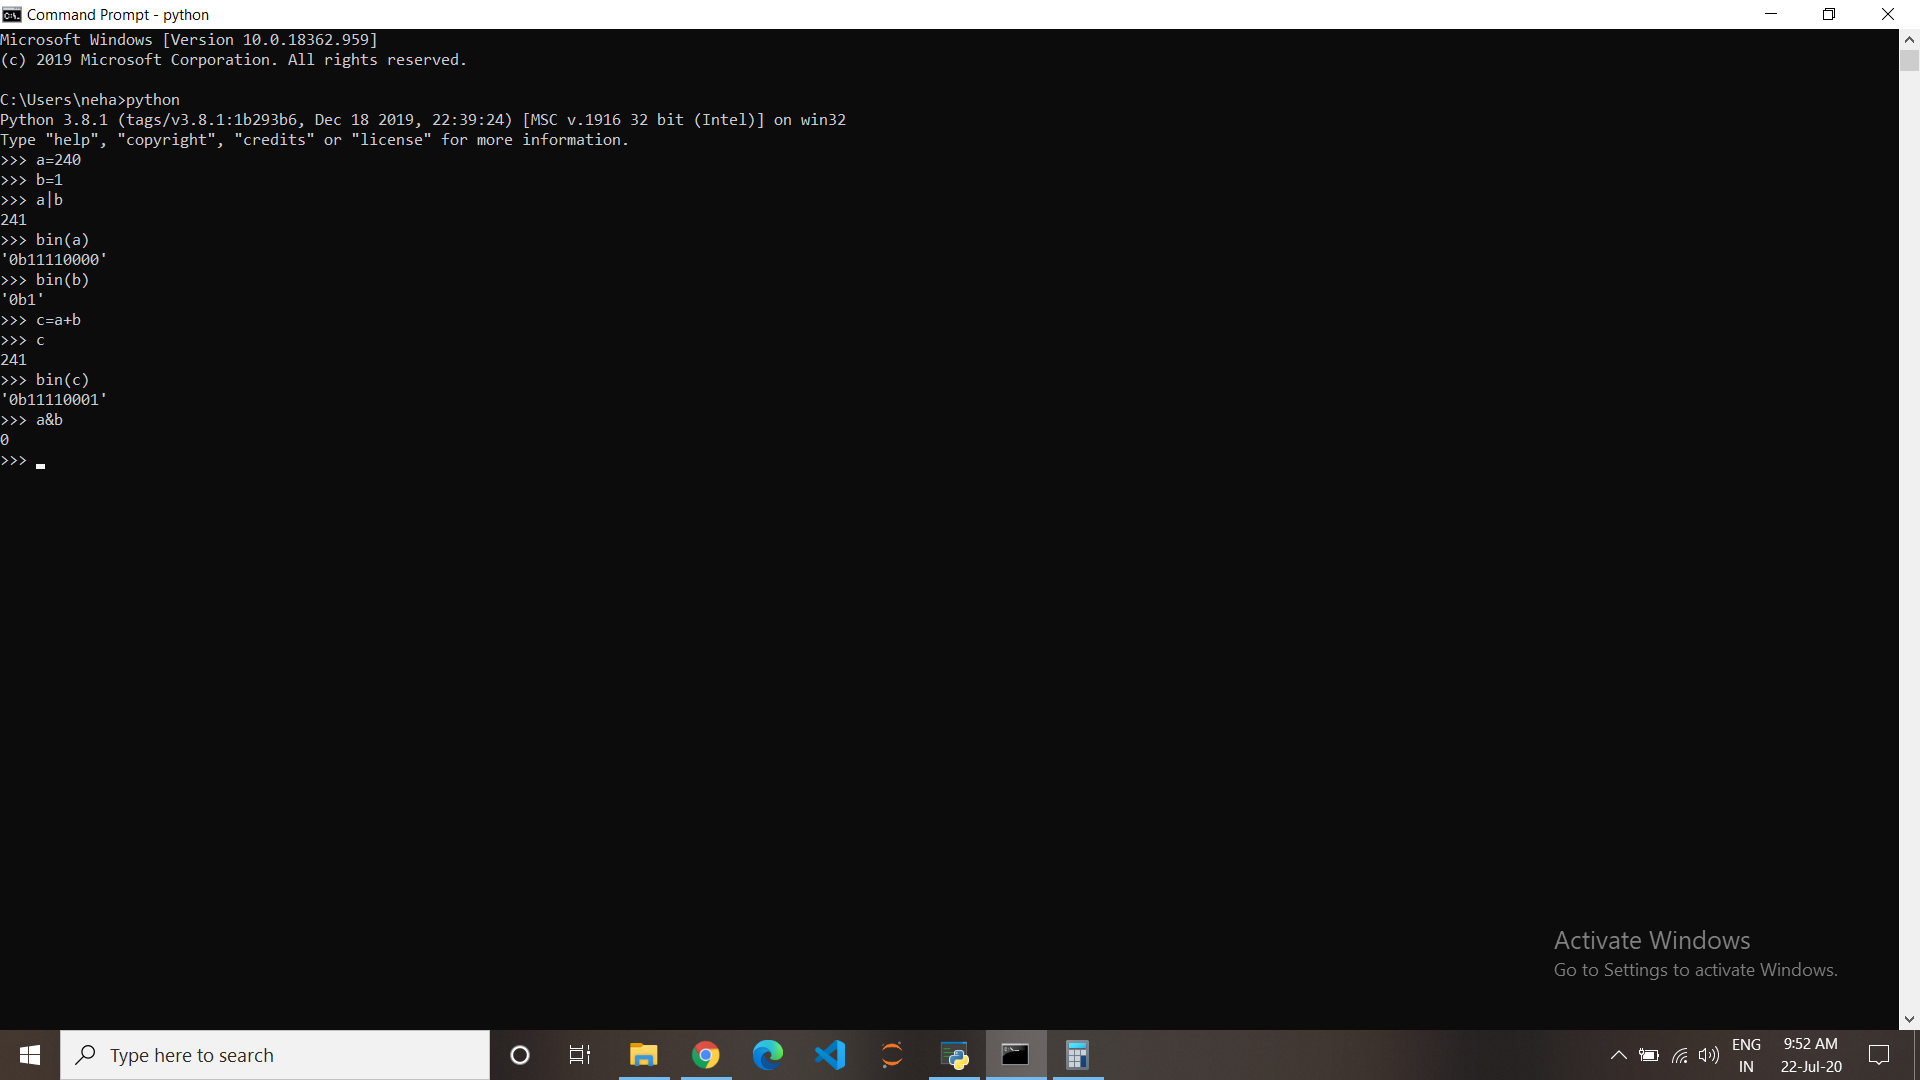 Command Prompt - python
Microsoft Windows [Version 10.0.18362.959]
(c) 2019 Microsoft Corporation. All rights reserved.
C:\Users\neha>python
Python 3.8.1 (tags/v3.8.1:1b293b6, Dec 18 2019, 22:39:24) [MSC v.1916 32 bit (Intel)] on win32
Type "help", "copyright", "credits" or "license" for more information.
>>> a=240
>>> b=1
>>> a|b
241
>>> bin(a)
'0b11110000'
>>> bin(b)
'0b1'
>>> c=a+b
>>> c
241
>>> bin(c)
'0b11110001'
>>> a&b
0
>>>
Activate Windows
Go to Settings to activate Windows.
Type here to search
ENG
IN
9:52 AM
22-Jul-20